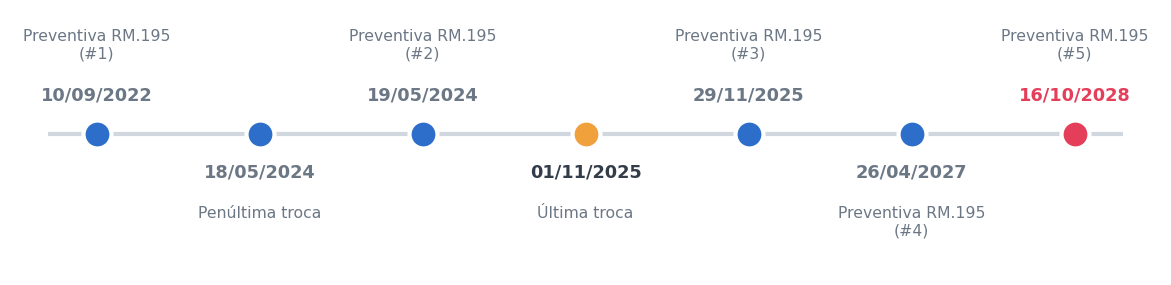 Preventiva RM.195
(#1)
10/09/2022
18/05/2024
Penúltima troca
Preventiva RM.195
(#2)
19/05/2024
01/11/2025
Última troca
Preventiva RM.195
(#3)
29/11/2025
26/04/2027
Preventiva RM.195
(#4)
Preventiva RM.195
(#5)
16/10/2028